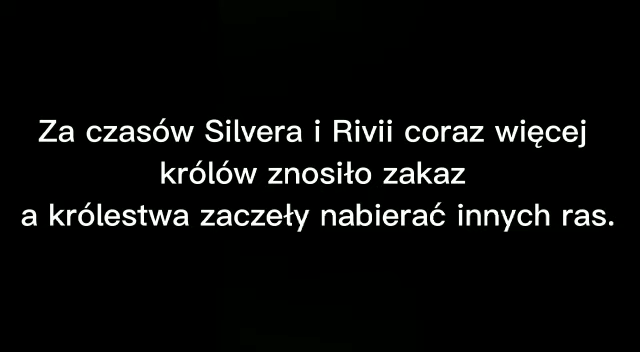 Za czasów Silvera i Rivii coraz więcej
królów znosiło zakaz
a królestwa zaczeły nabierać innych ras.